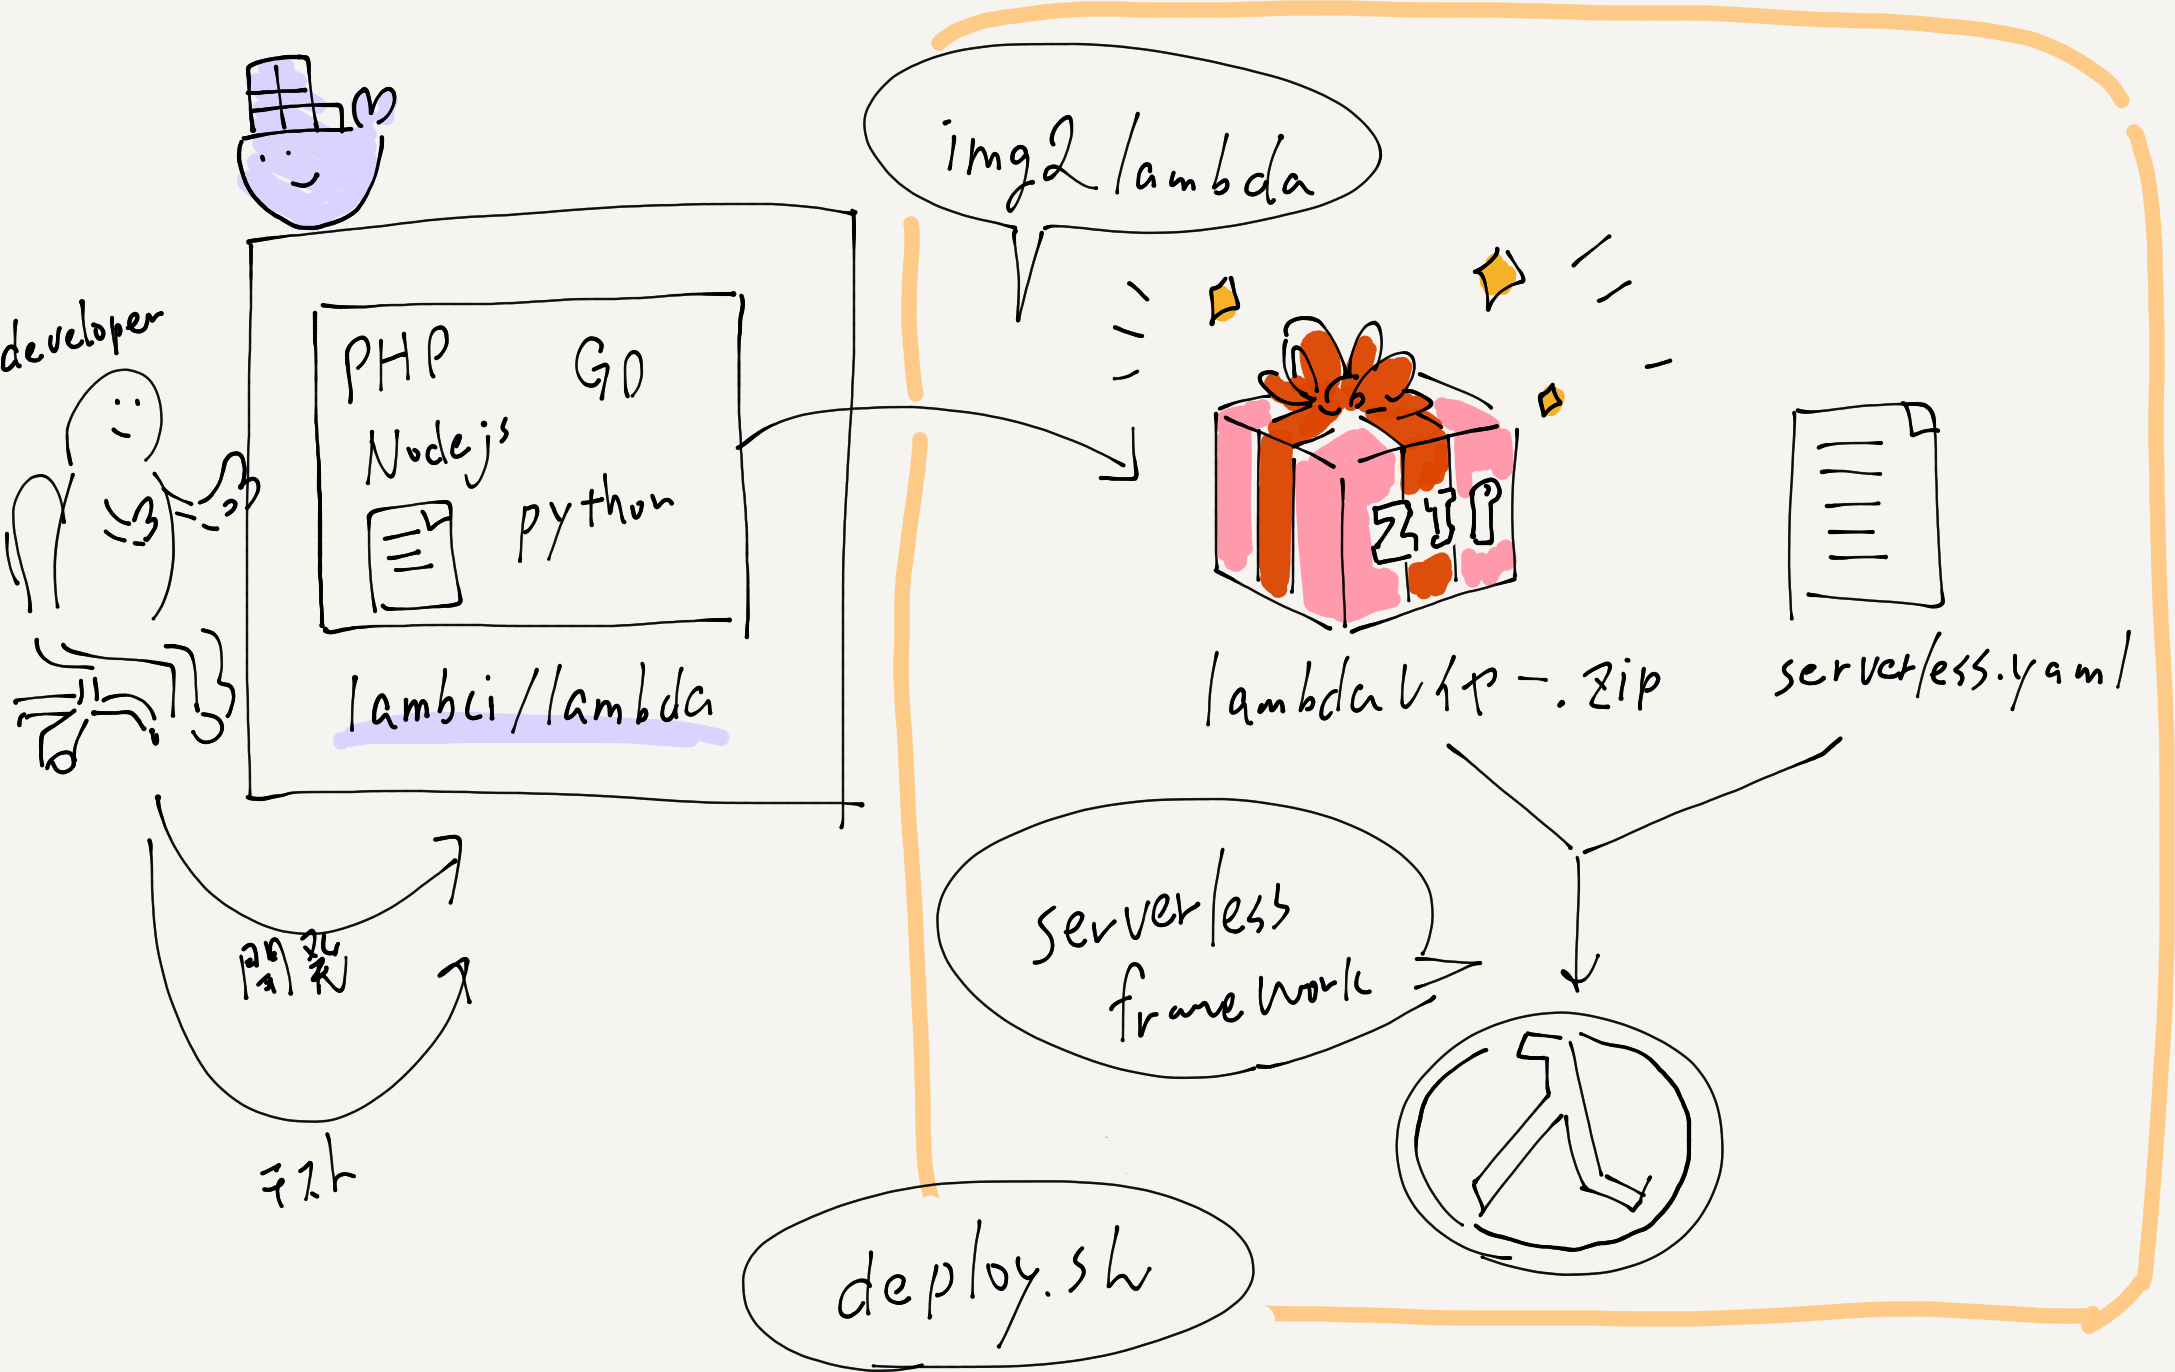 developer
PHP
Go
Nodejs
python
lambci/lambda
開発
テスト
img2lambda
ZIP
lambdaレイヤー.zip
serverless.yaml
serverless
framework
deploy.sh